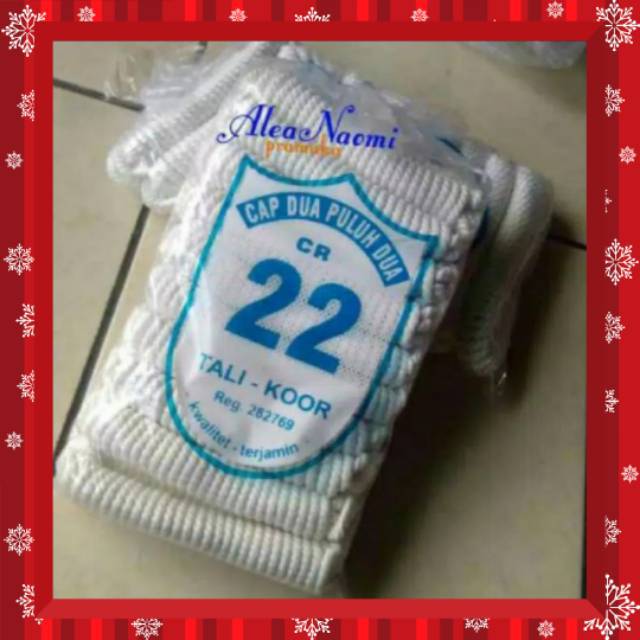 AleaNaomi
pramuka
CAP DUA PULUH DUA
CR
22
TALI - KOOR
Reg. 282769
kwalitet - terjamin